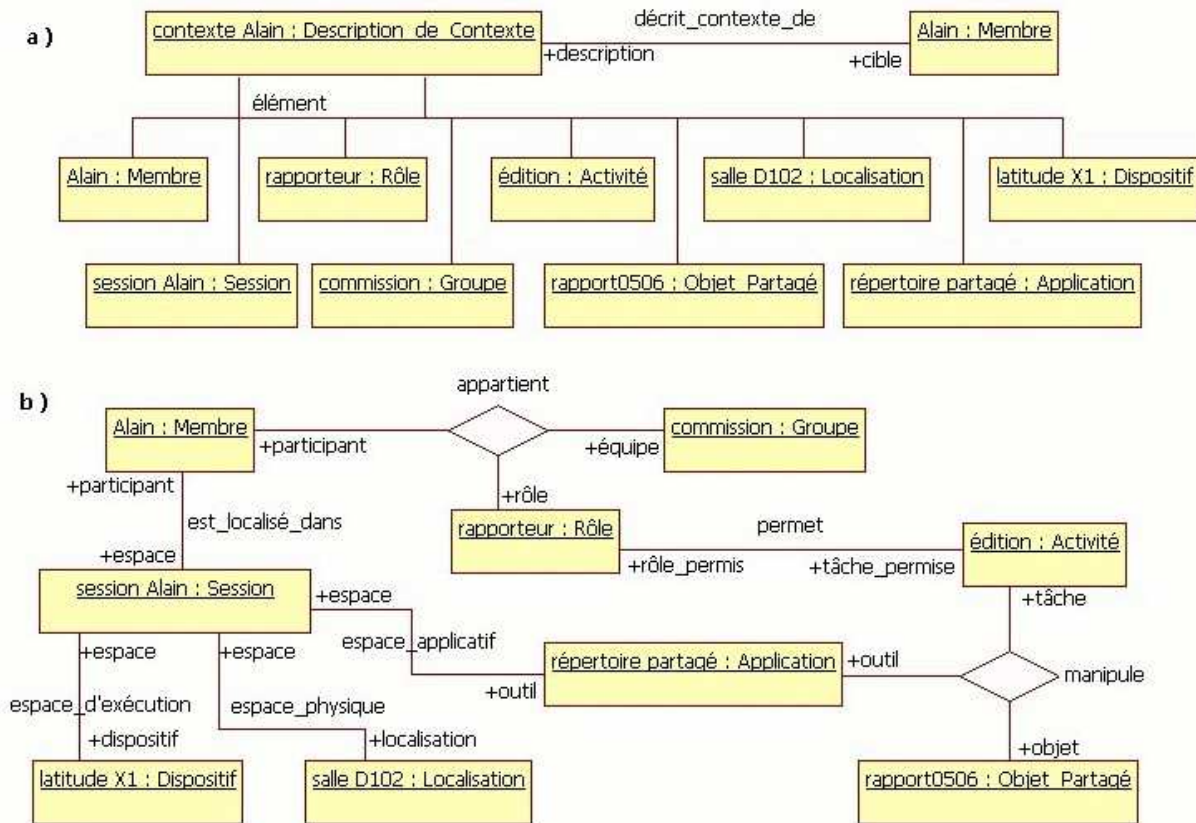 a )
contexte Alain : Description_de_Contexte
décrit_contexte_de
+description
+cible
Alain : Membre
élément
Alain : Membre
rapporteur : Rôle
édition : Activité
salle D102 : Localisation
latitude X1 : Dispositif
session Alain : Session
commission : Groupe
rapport0506 : Objet_Partagé
répertoire partagé : Application
b )
appartient
Alain : Membre
+participant
+équipe
commission : Groupe
+participant
+rôle
est_localisé_dans
rapporteur : Rôle
permet
édition : Activité
+rôle_permis
+tâche_permise
+espace
session Alain : Session
+espace
+tâche
espace_applicatif
+espace
+espace
répertoire partagé : Application
+outil
manipule
+outil
espace_d'exécution
espace_physique
+dispositif
+localisation
+objet
latitude X1 : Dispositif
salle D102 : Localisation
rapport0506 : Objet_Partagé